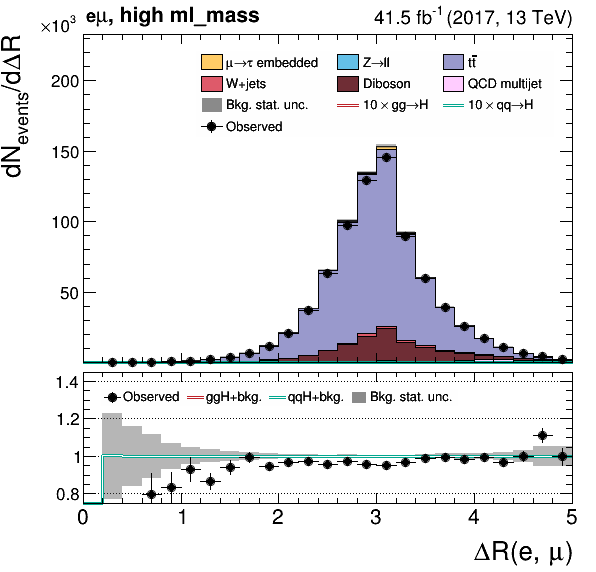 eμ, high ml_mass 41.5 fb⁻¹ (2017, 13 TeV)
×10³
dN_events/dΔR
μ→τ embedded Z→ll tt̄
W+jets Diboson QCD multijet
Bkg. stat. unc. 10×gg→H 10×qq→H
Observed
200
150
100
50
Observed ggH+bkg. qqH+bkg. Bkg. stat. unc.
1.4
1.2
1
0.8
0 1 2 3 4 5
ΔR(e, μ)